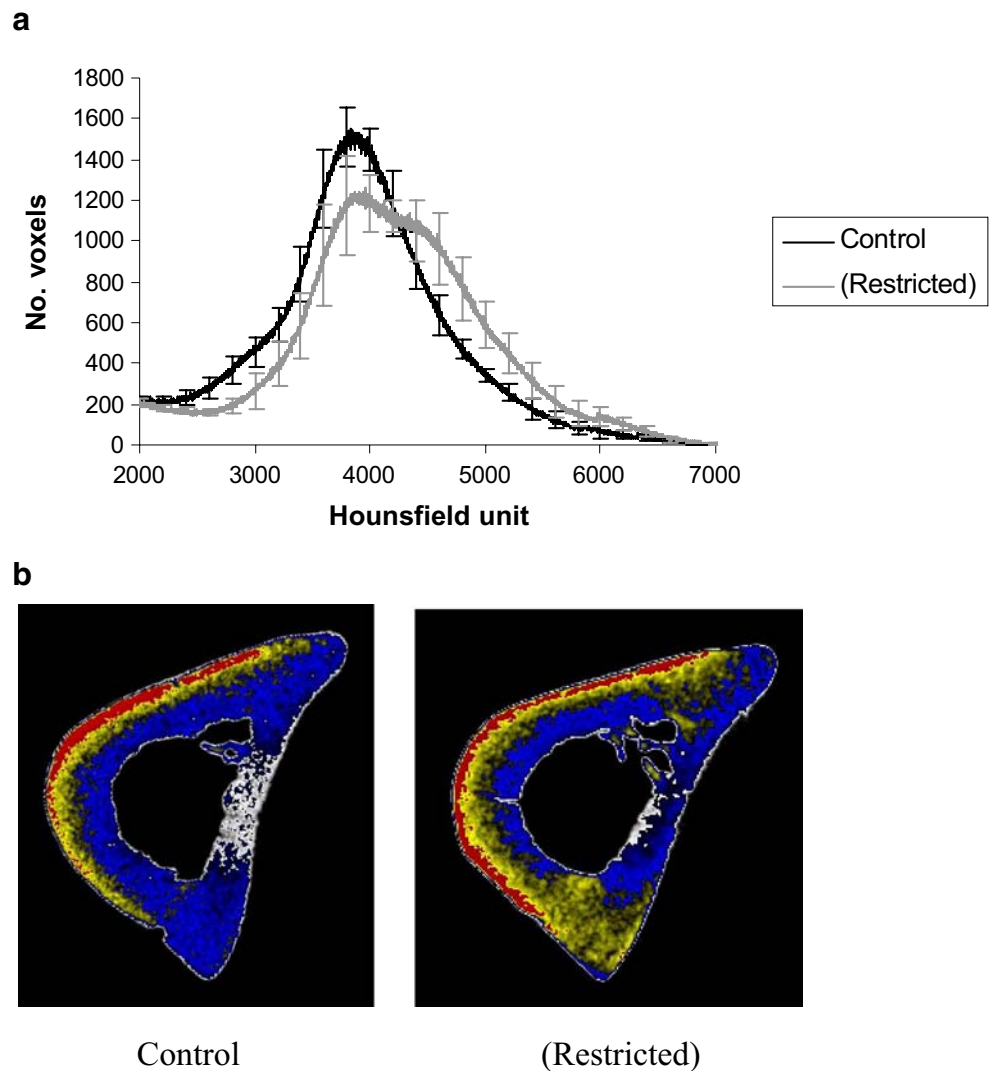 a
1800
1600
1400
1200
1000
800
600
400
200
0
No. voxels
2000 3000 4000 5000 6000 7000
Hounsfield unit
Control
(Restricted)
b
Control (Restricted)